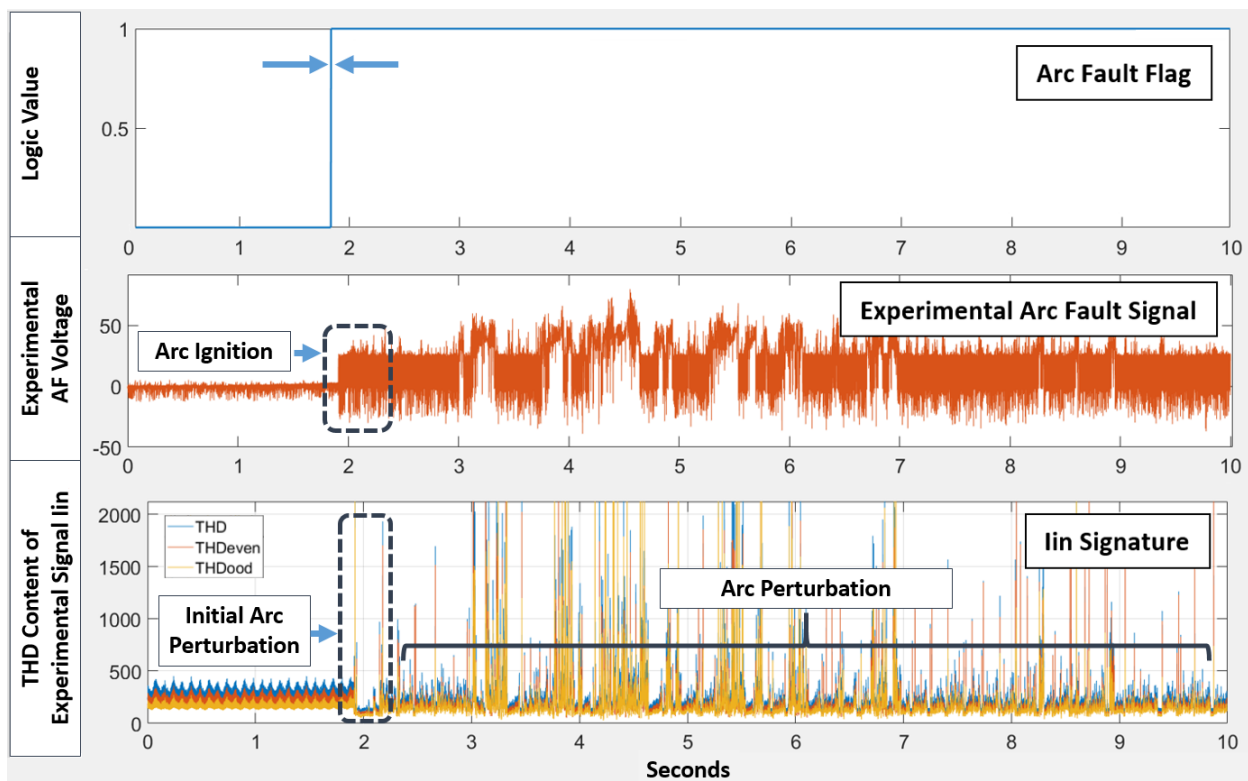 Logic Value
1
0.5
0
Arc Fault Flag
0 1 2 3 4 5 6 7 8 9 10
Experimental
AF Voltage
50
0
-50
Arc Ignition
Experimental Arc Fault Signal
0 1 2 3 4 5 6 7 8 9 10
THD Content of
Experimental Signal Iin
2000
1500
1000
500
0
THD
THDeven
THDood
Initial Arc
Perturbation
Arc Perturbation
Iin Signature
0 1 2 3 4 5 6 7 8 9 10
Seconds